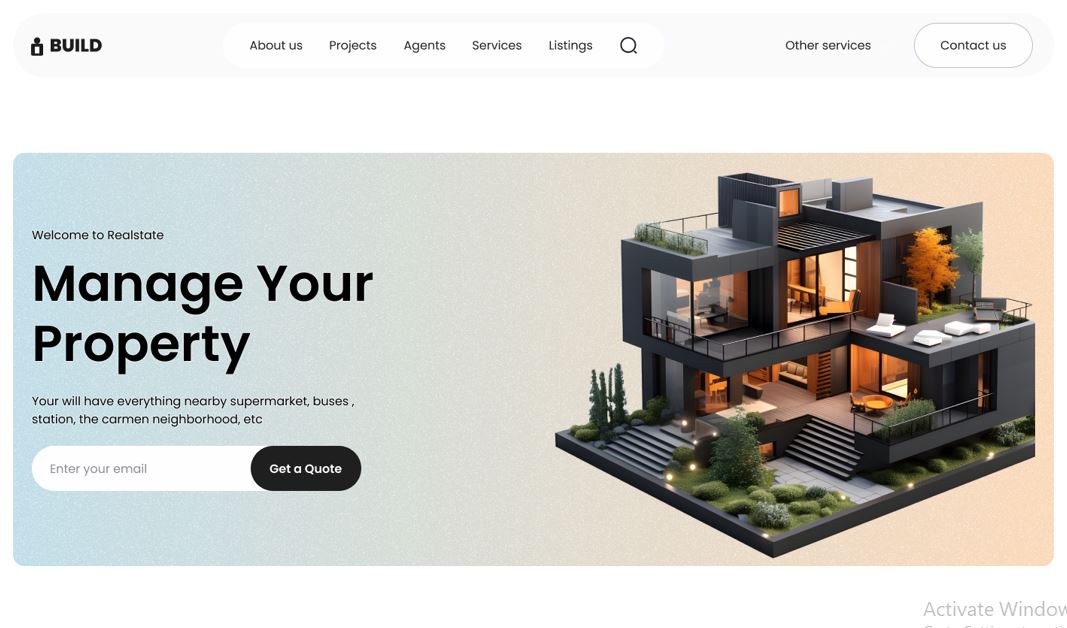 BUILD
About us
Projects
Agents
Services
Listings
Other services
Contact us
Welcome to Realstate
Manage Your
Property
Your will have everything nearby supermarket, buses ,
station, the carmen neighborhood, etc
Enter your email
Get a Quote
Activate Window